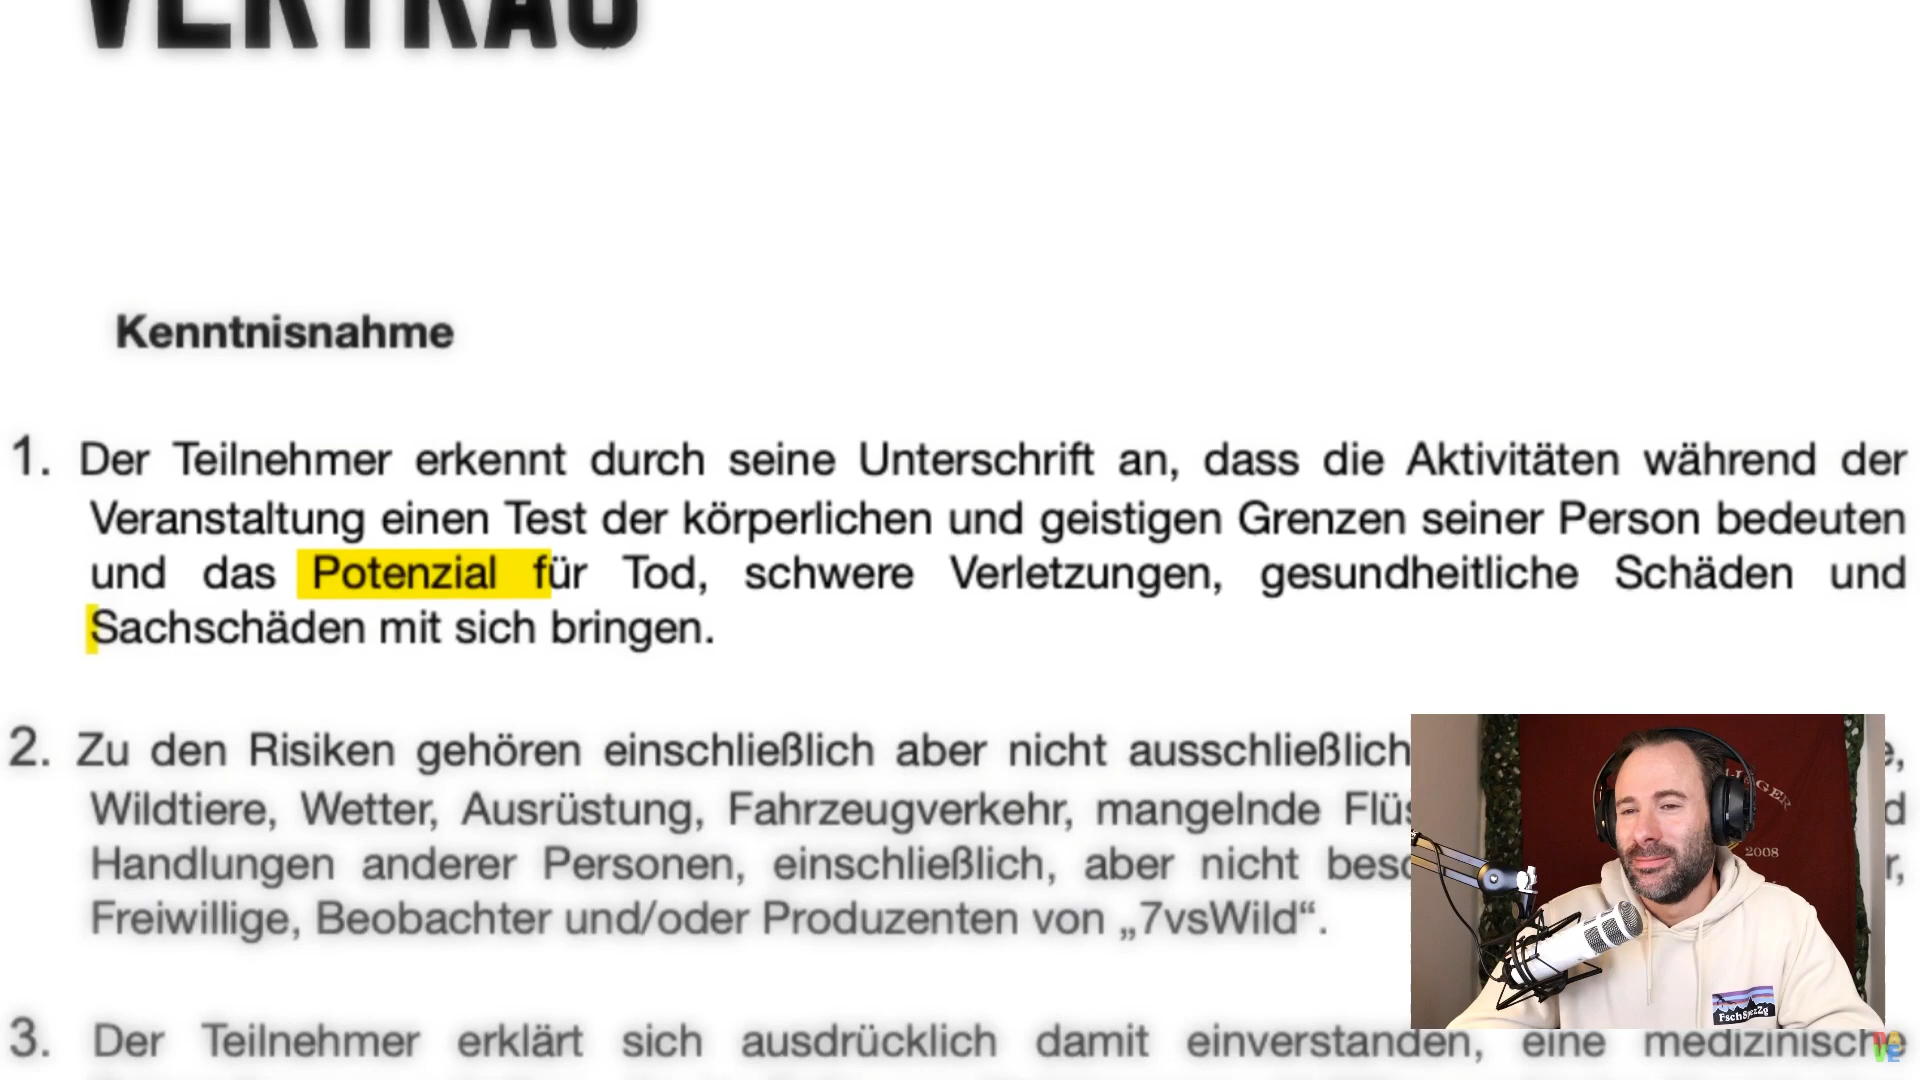 VERTRAG
Kenntnisnahme
1. Der Teilnehmer erkennt durch seine Unterschrift an, dass die Aktivitäten während der
Veranstaltung einen Test der körperlichen und geistigen Grenzen seiner Person bedeuten
und das Potenzial für Tod, schwere Verletzungen, gesundheitliche Schäden und
Sachschäden mit sich bringen.
2. Zu den Risiken gehören einschließlich aber nicht ausschließlich
Wildtiere, Wetter, Ausrüstung, Fahrzeugverkehr, mangelnde
Handlungen anderer Personen, einschließlich, aber nicht
Freiwillige, Beobachter und/oder Produzenten von „7vsWild“.
2008
FschSpezZg
3. Der Teilnehmer erklärt sich ausdrücklich damit einverstanden, eine medizinische